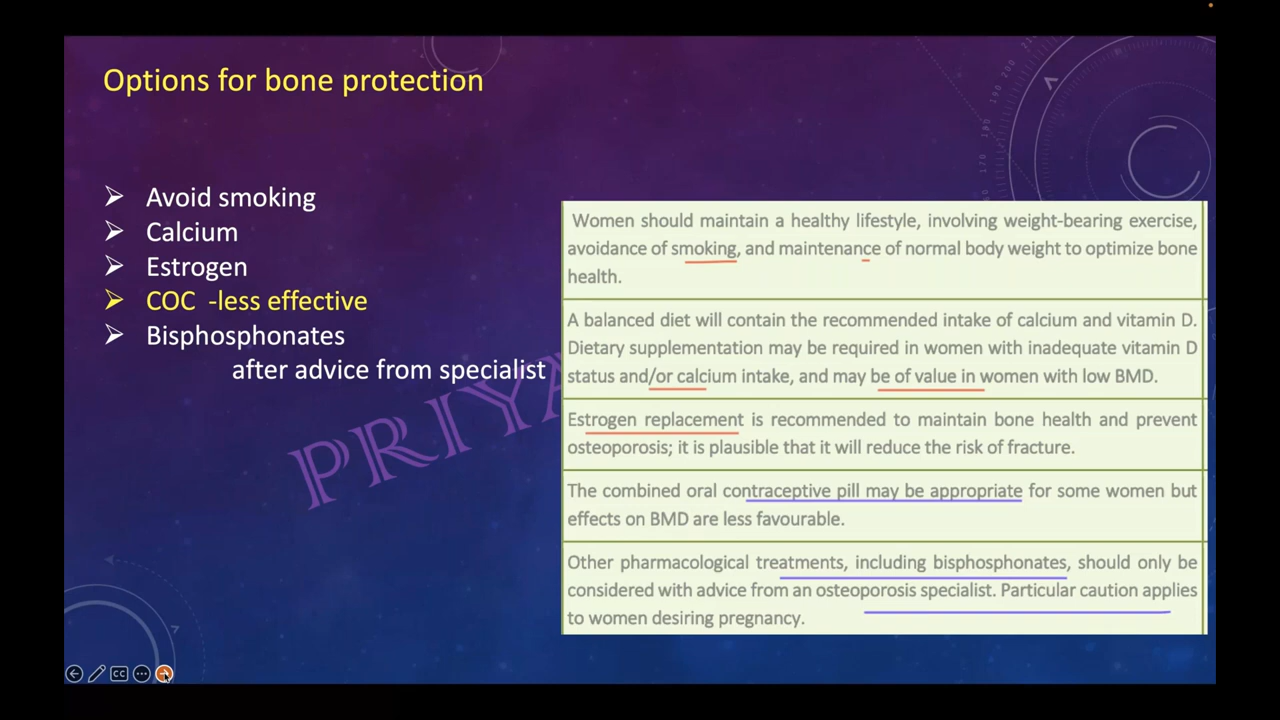 Options for bone protection
Avoid smoking
Calcium
Estrogen
COC -less effective
Bisphosphonates
after advice from specialist
Women should maintain a healthy lifestyle, involving weight-bearing exercise,
avoidance of smoking, and maintenance of normal body weight to optimize bone
health.
A balanced diet will contain the recommended intake of calcium and vitamin D.
Dietary supplementation may be required in women with inadequate vitamin D
status and/or calcium intake, and may be of value in women with low BMD.
Estrogen replacement is recommended to maintain bone health and prevent
osteoporosis; it is plausible that it will reduce the risk of fracture.
The combined oral contraceptive pill may be appropriate for some women but
effects on BMD are less favourable.
Other pharmacological treatments, including bisphosphonates, should only be
considered with advice from an osteoporosis specialist. Particular caution applies
to women desiring pregnancy.
PRIYA
CC